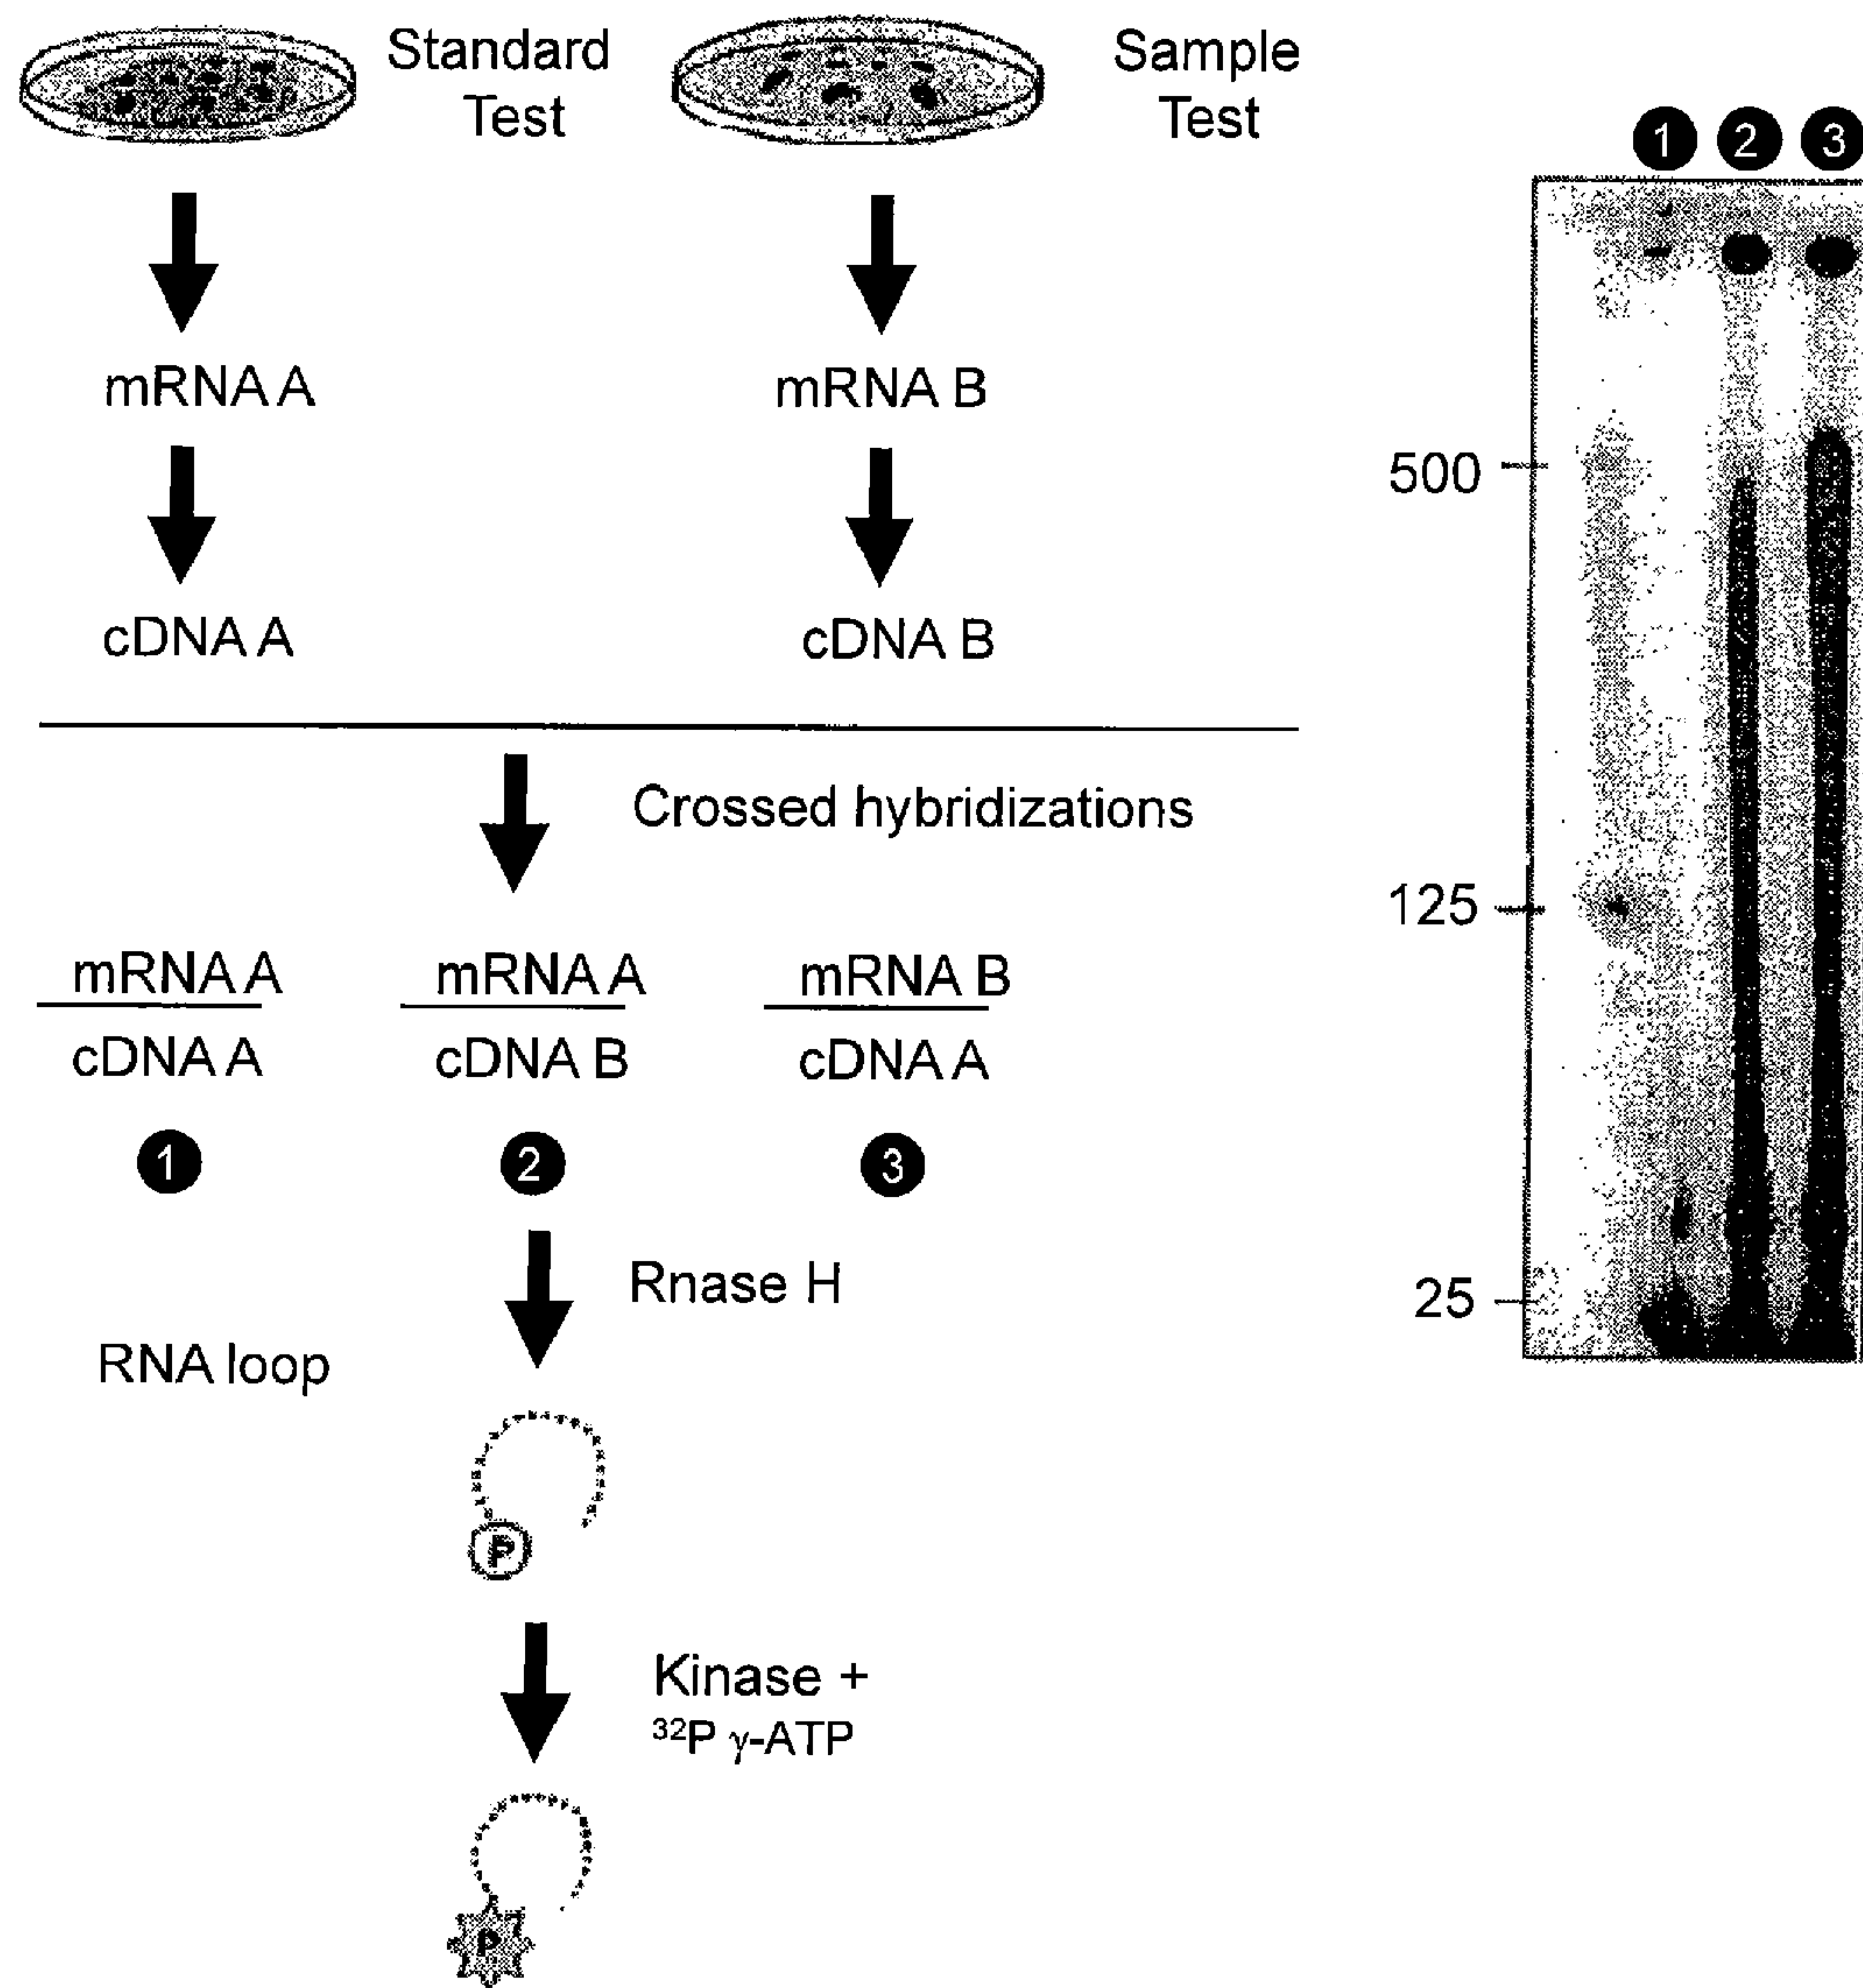 Standard
Test
Sample
Test
mRNA A
mRNA B
cDNA A
cDNA B
Crossed hybridizations
mRNA A
cDNA A
mRNA A
cDNA B
mRNA B
cDNA A
1
2
3
Rnase H
RNA loop
P
Kinase +
³²P γ-ATP
P
1 2 3
500
125
25